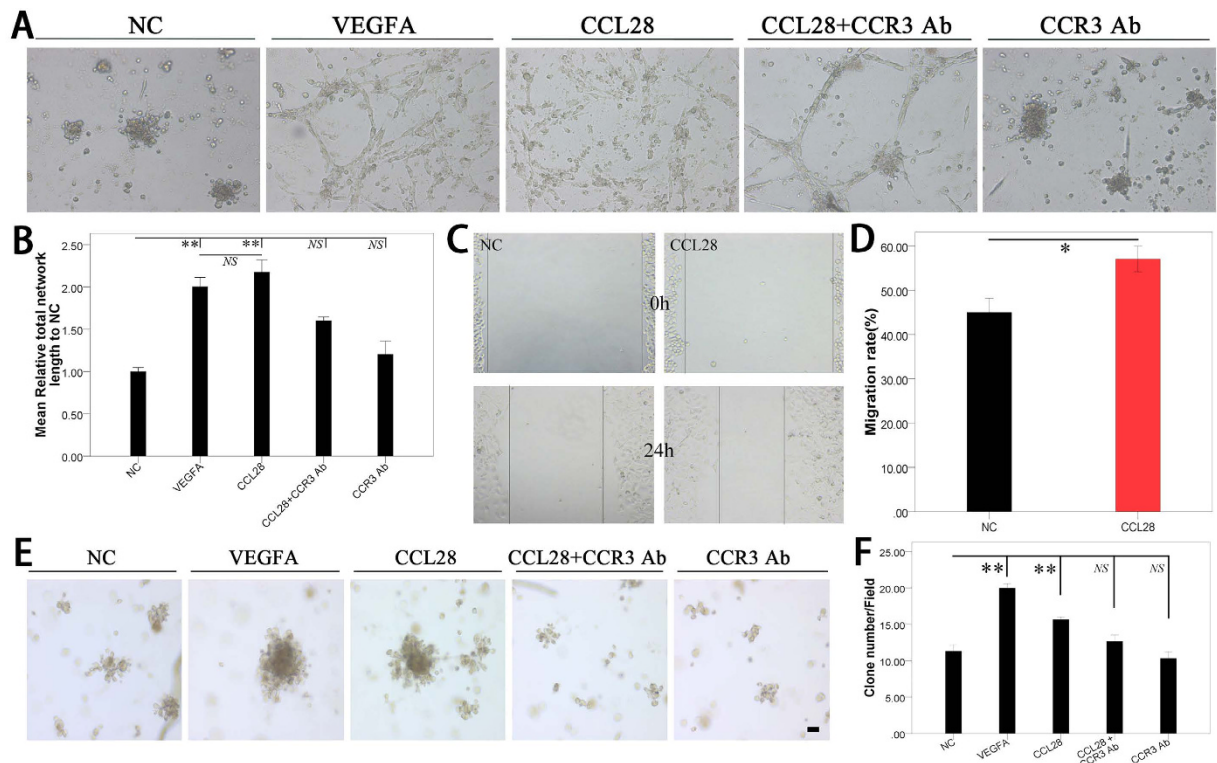 A
NC
VEGFA
CCL28
CCL28+CCR3 Ab
CCR3 Ab
B
Mean Relative total network
length to NC
2.50
2.00
1.50
1.00
0.00
**
**
NS
NS
NS
NC
VEGFA
CCL28
CCL28+CCR3 Ab
CCR3 Ab
C
NC
CCL28
0h
24h
D
Migration rate(%)
60.00
50.00
40.00
30.00
20.00
10.00
.00
*
NC
CCL28
E
NC
VEGFA
CCL28
CCL28+CCR3 Ab
CCR3 Ab
F
Clone number/Field
25.00
20.00
15.00
10.00
5.00
0.00
**
**
NS
NS
NC
VEGFA
CCL28
CCL28+
CCR3 Ab
CCR3 Ab